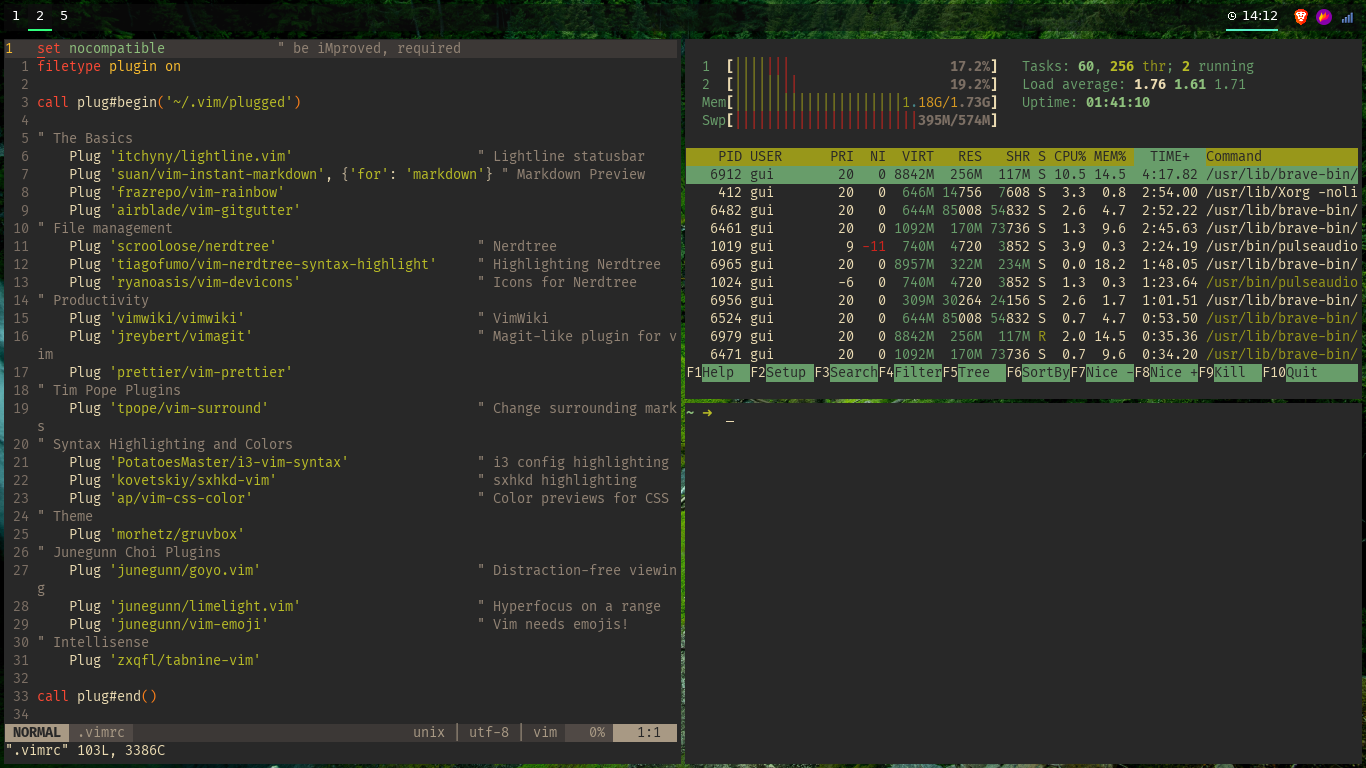 1 2 5
14:12
1 set nocompatible " be iMproved, required
1 filetype plugin on
2
3 call plug#begin('~/.vim/plugged')
4
5 " The Basics
6 Plug 'itchyny/lightline.vim' " Lightline statusbar
7 Plug 'suan/vim-instant-markdown', {'for': 'markdown'} " Markdown Preview
8 Plug 'frazrepo/vim-rainbow'
9 Plug 'airblade/vim-gitgutter'
10 " File management
11 Plug 'scrooloose/nerdtree' " Nerdtree
12 Plug 'tiagofumo/vim-nerdtree-syntax-highlight' " Highlighting Nerdtree
13 Plug 'ryanoasis/vim-devicons' " Icons for Nerdtree
14 " Productivity
15 Plug 'vimwiki/vimwiki' " VimWiki
16 Plug 'jreybert/vimagit' " Magit-like plugin for v
im
17 Plug 'prettier/vim-prettier'
18 " Tim Pope Plugins
19 Plug 'tpope/vim-surround' " Change surrounding mark
s
20 " Syntax Highlighting and Colors
21 Plug 'PotatoesMaster/i3-vim-syntax' " i3 config highlighting
22 Plug 'kovetskiy/sxhkd-vim' " sxhkd highlighting
23 Plug 'ap/vim-css-color' " Color previews for CSS
24 " Theme
25 Plug 'morhetz/gruvbox'
26 " Junegunn Choi Plugins
27 Plug 'junegunn/goyo.vim' " Distraction-free viewin
g
28 Plug 'junegunn/limelight.vim' " Hyperfocus on a range
29 Plug 'junegunn/vim-emoji' " Vim needs emojis!
30 " Intellisense
31 Plug 'zxqfl/tabnine-vim'
32
33 call plug#end()
34
NORMAL .vimrc unix | utf-8 | vim 0% 1:1
".vimrc" 103L, 3386C
1 [||||||| 17.2%] Tasks: 60, 256 thr; 2 running
2 [|||||||| 19.2%] Load average: 1.76 1.61 1.71
Mem[|||||||||||||||||||||1.18G/1.73G] Uptime: 01:41:10
Swp[|||||||||||||||||||||||395M/574M]
PID USER PRI NI VIRT RES SHR S CPU% MEM% TIME+ Command
6912 gui 20 0 8842M 256M 117M S 10.5 14.5 4:17.82 /usr/lib/brave-bin/
412 gui 20 0 646M 14756 7608 S 3.3 0.8 2:54.00 /usr/lib/Xorg -noli
6482 gui 20 0 644M 85008 54832 S 2.6 4.7 2:52.22 /usr/lib/brave-bin/
6461 gui 20 0 1092M 170M 73736 S 1.3 9.6 2:45.63 /usr/lib/brave-bin/
1019 gui 9 -11 740M 4720 3852 S 3.9 0.3 2:24.19 /usr/bin/pulseaudio
6965 gui 20 0 8957M 322M 234M S 0.0 18.2 1:48.05 /usr/lib/brave-bin/
1024 gui -6 0 740M 4720 3852 S 1.3 0.3 1:23.64 /usr/bin/pulseaudio
6956 gui 20 0 309M 30264 24156 S 2.6 1.7 1:01.51 /usr/lib/brave-bin/
6524 gui 20 0 644M 85008 54832 S 0.7 4.7 0:53.50 /usr/lib/brave-bin/
6979 gui 20 0 8842M 256M 117M R 2.0 14.5 0:35.36 /usr/lib/brave-bin/
6471 gui 20 0 1092M 170M 73736 S 0.7 9.6 0:34.20 /usr/lib/brave-bin/
F1Help F2Setup F3SearchF4FilterF5Tree F6SortByF7Nice -F8Nice +F9Kill F10Quit
~ ➜ _